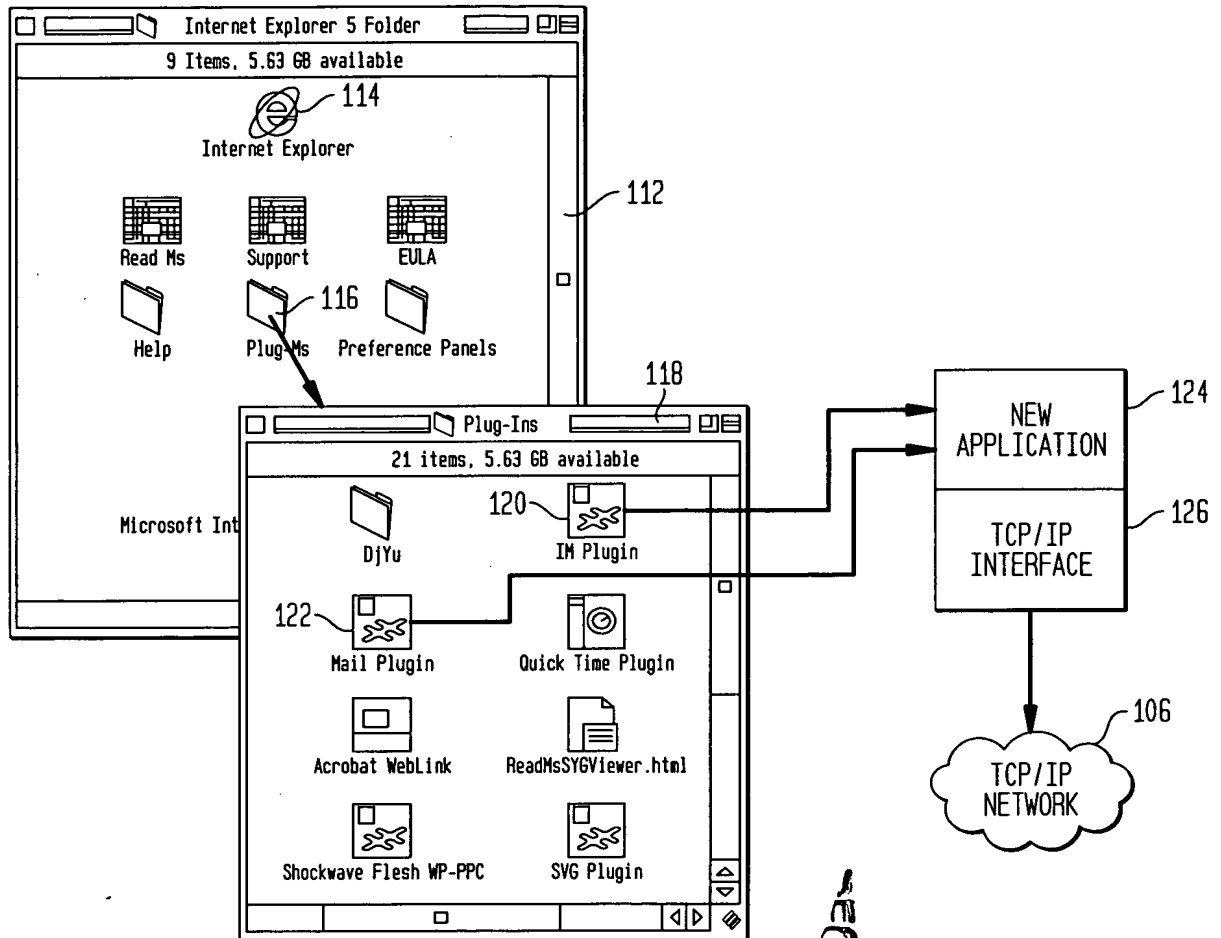 Internet Explorer 5 Folder
9 Items, 5.63 GB available
114
Internet Explorer
112
Read Ms Support EULA
116
Help Plug-Ms Preference Panels
118
Plug-Ins
21 items, 5.63 GB available
Microsoft Int
DjYu
120
IM Plugin
122
Mail Plugin Quick Time Plugin
Acrobat WebLink ReadMsSYGViewer.html
Shockwave Flesh WP-PPC SVG Plugin
NEW
APPLICATION
124
TCP/IP
INTERFACE
126
106
TCP/IP
NETWORK